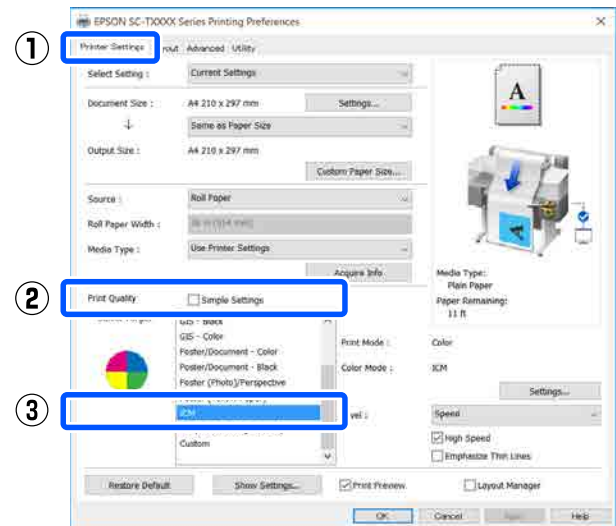 EPSON SC-TXXXX Series Printing Preferences
①
Printer Settings
out
Advanced
Utility
Select Setting :
Current Settings
Document Size :
A4 210 x 297 mm
Settings...
Same as Paper Size
Output Size :
A4 210 x 297 mm
Custom Paper Size...
A
Source :
Roll Paper
Roll Paper Width :
Media Type :
Use Printer Settings
Acquire Info
Media Type:
Plain Paper
Paper Remaining:
11 ft
②
Print Quality
Simple Settings
GIS - Black
GIS - Color
Poster/Document - Color
Poster/Document - Black
Poster (Photo)/Perspective
③
ICM
Custom
Print Mode :
Color
Color Mode :
ICM
Settings...
vel :
Speed
High Speed
Emphasize Thin Lines
Restore Default
Show Settings...
Print Preview
Layout Manager
OK
Cancel
Help